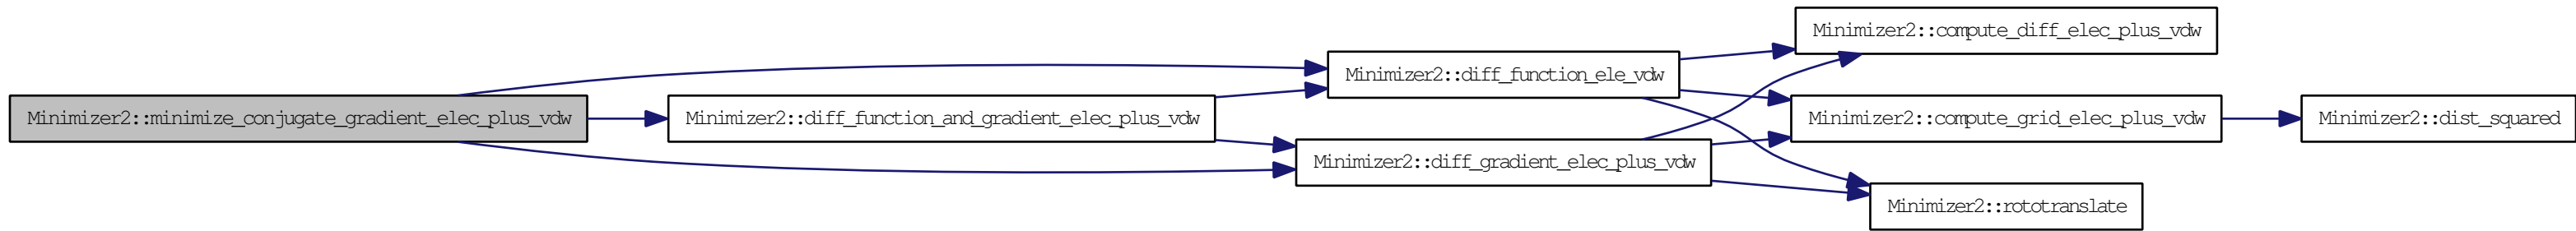 Minimizer2::minimize_conjugate_gradient_elec_plus_vdw
Minimizer2::diff_function_and_gradient_elec_plus_vdw
Minimizer2::diff_function_ele_vdw
Minimizer2::diff_gradient_elec_plus_vdw
Minimizer2::compute_diff_elec_plus_vdw
Minimizer2::compute_grid_elec_plus_vdw
Minimizer2::rototranslate
Minimizer2::dist_squared